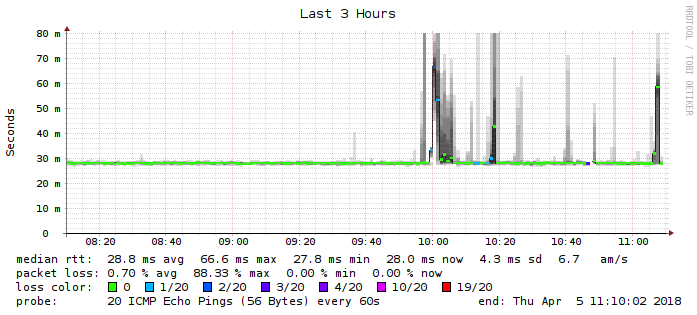 Last 3 Hours
RRDTOOL / TOBI OETIKER
Seconds
80 m
70 m
60 m
50 m
40 m
30 m
20 m
10 m
0
08:20 08:40 09:00 09:20 09:40 10:00 10:20 10:40 11:00
median rtt: 28.8 ms avg 66.6 ms max 27.8 ms min 28.0 ms now 4.3 ms sd 6.7 am/s
packet loss: 0.70 % avg 88.33 % max 0.00 % min 0.00 % now
loss color: 0 1/20 2/20 3/20 4/20 10/20 19/20
probe: 20 ICMP Echo Pings (56 Bytes) every 60s end: Thu Apr 5 11:10:02 2018